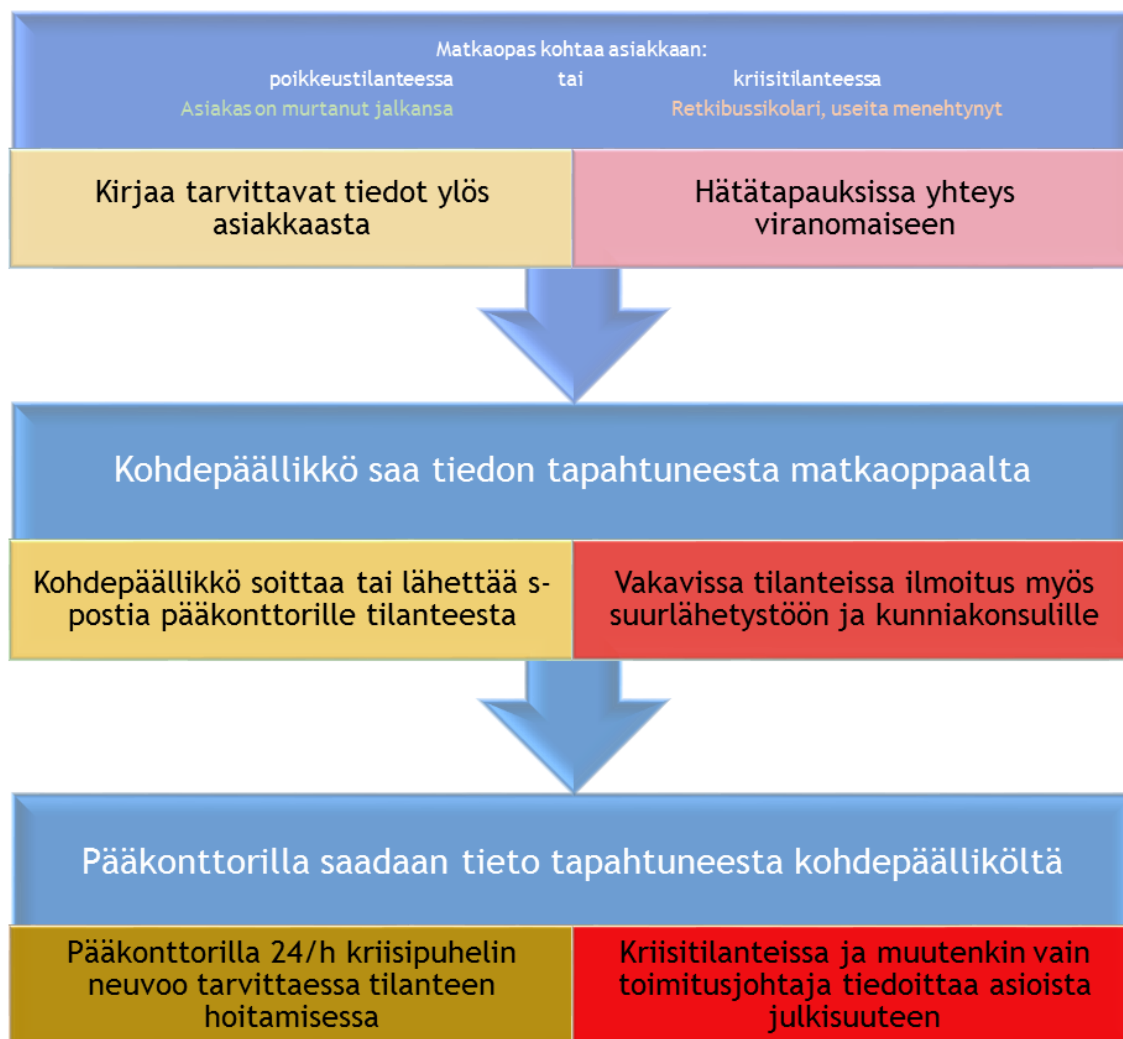 Matkaopas kohtaa asiakkaan:
poikkeustilanteessa tai kriisitilanteessa
Asiakas on murtanut jalkansa Retkibussikolari, useita menehtynyt
Kirjaa tarvittavat tiedot ylös
asiakkaasta
Hätätapauksissa yhteys
viranomaiseen
Kohdepäällikkö saa tiedon tapahtuneesta matkaoppaalta
Kohdepäällikkö soittaa tai lähettää s-
postia pääkonttorille tilanteesta
Vakavissa tilanteissa ilmoitus myös
suurlähetystöön ja kunniakonsulille
Pääkonttorilla saadaan tieto tapahtuneesta kohdepäälliköltä
Pääkonttorilla 24/h kriisipuhelin
neuvoo tarvittaessa tilanteen
hoitamisessa
Kriisitilanteissa ja muutenkin vain
toimitusjohtaja tiedoittaa asioista
julkisuuteen